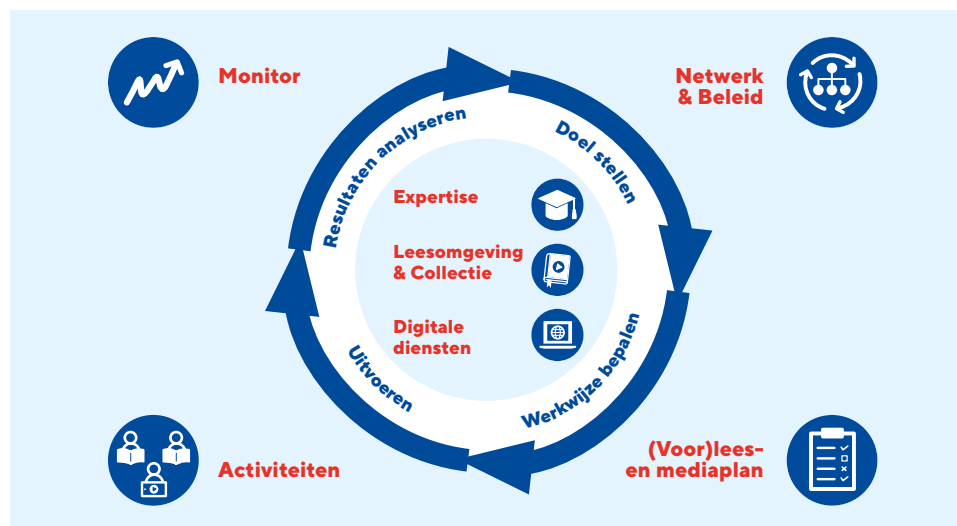 Monitor
Netwerk
& Beleid
Resultaten analyseren
Doel stellen
Expertise
Leesomgeving
& Collectie
Digitale
diensten
Uitvoeren
Werkwijze bepalen
Activiteiten
(Voor)lees-
en mediaplan